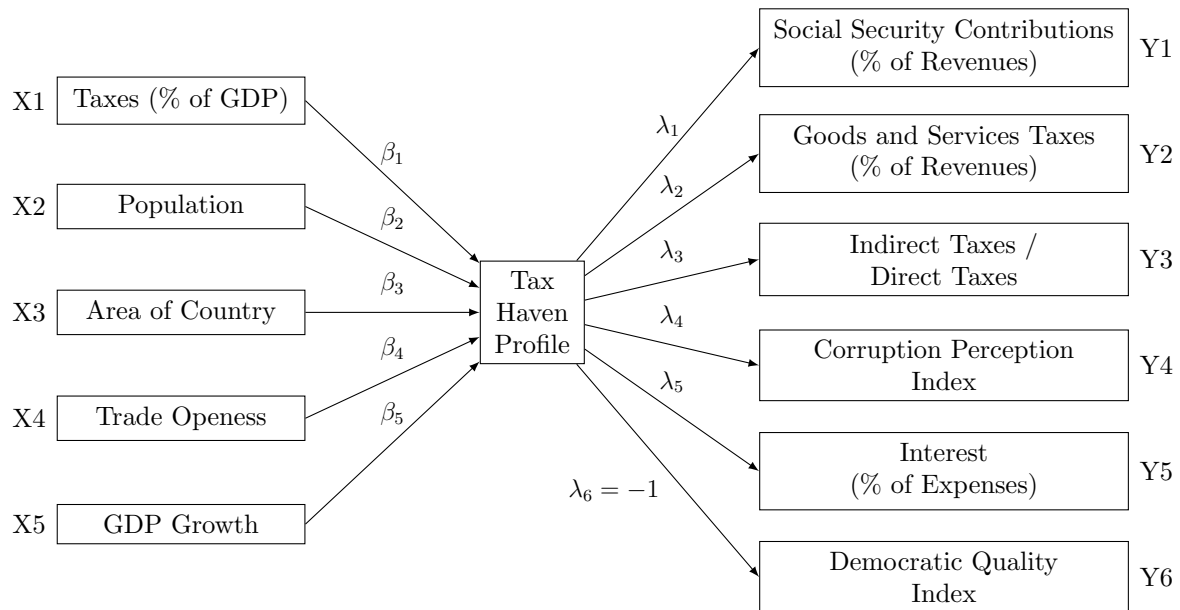 X1
Taxes (% of GDP)
X2
Population
X3
Area of Country
X4
Trade Openess
X5
GDP Growth
β1
β2
β3
β4
β5
Tax
Haven
Profile
λ1
λ2
λ3
λ4
λ5
λ6 = −1
Social Security Contributions
(% of Revenues)
Y1
Goods and Services Taxes
(% of Revenues)
Y2
Indirect Taxes /
Direct Taxes
Y3
Corruption Perception
Index
Y4
Interest
(% of Expenses)
Y5
Democratic Quality
Index
Y6